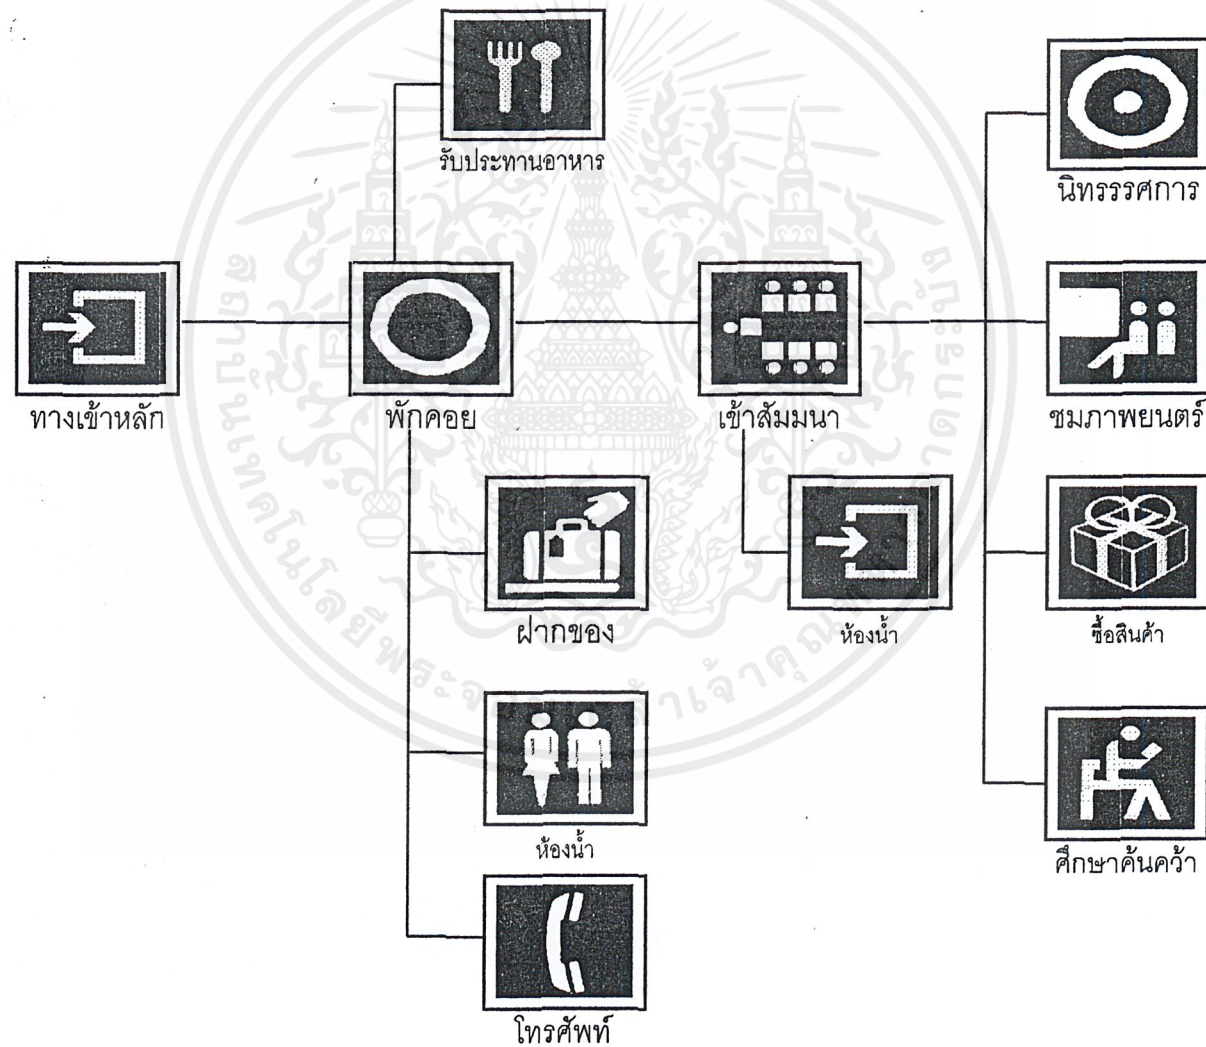 รับประทานอาหาร
นิทรรรศการ
ทางเข้าหลัก
พักคอย
เข้าสัมมนา
ชมภาพยนตร์
ฝากของ
ห้องน้ำ
ซื้อสินค้า
ห้องน้ำ
ศึกษาค้นคว้า
โทรศัพท์